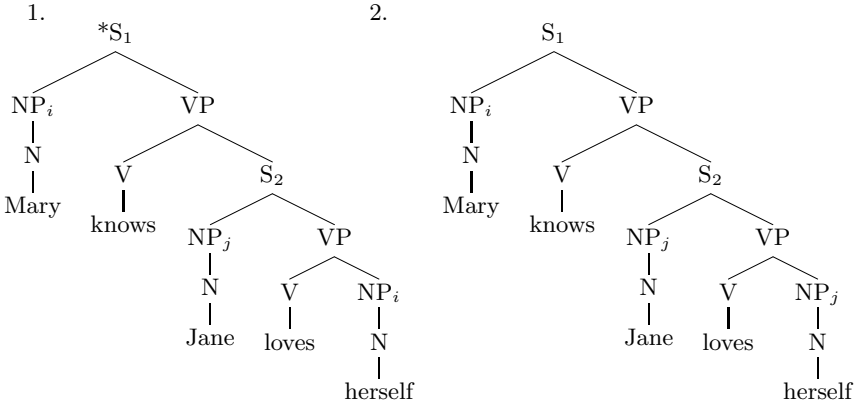 1. 2.
*S₁ S₁
NPᵢ VP NPᵢ VP
N V S₂ N V S₂
Mary knows Mary knows
NPⱼ VP NPⱼ VP
N V NPᵢ N V NPⱼ
Jane loves N Jane loves N
herself herself